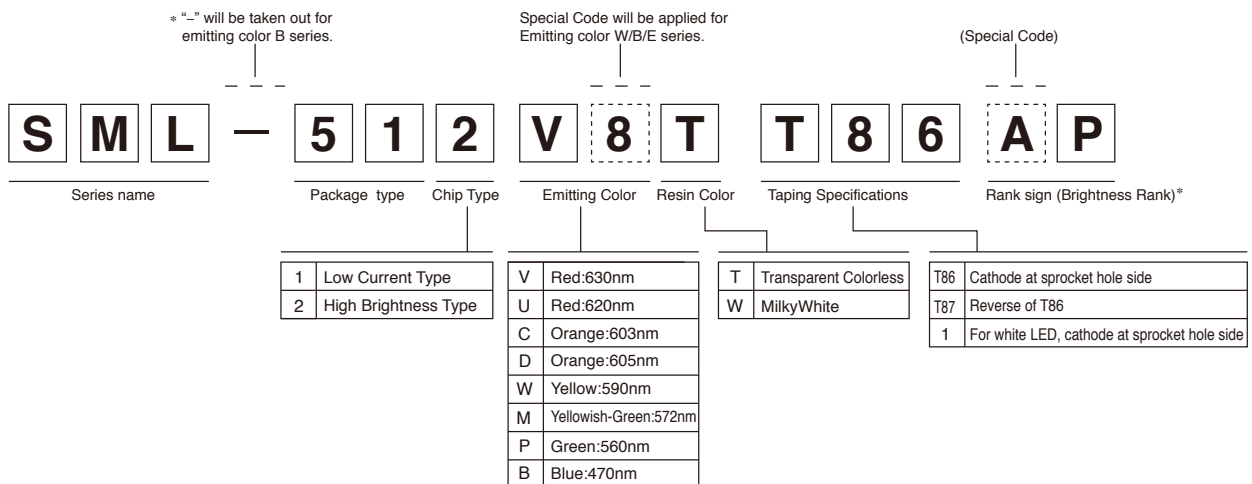 * “–” will be taken out for
emitting color B series.
Special Code will be applied for
Emitting color W/B/E series.
(Special Code)
S M L – 5 1 2 V 8 T T 8 6 A P
Series name
Package type
Chip Type
Emitting Color
Resin Color
Taping Specifications
Rank sign (Brightness Rank)*
1 Low Current Type
2 High Brightness Type
V Red:630nm
U Red:620nm
C Orange:603nm
D Orange:605nm
W Yellow:590nm
M Yellowish-Green:572nm
P Green:560nm
B Blue:470nm
T Transparent Colorless
W MilkyWhite
T86 Cathode at sprocket hole side
T87 Reverse of T86
1 For white LED, cathode at sprocket hole side